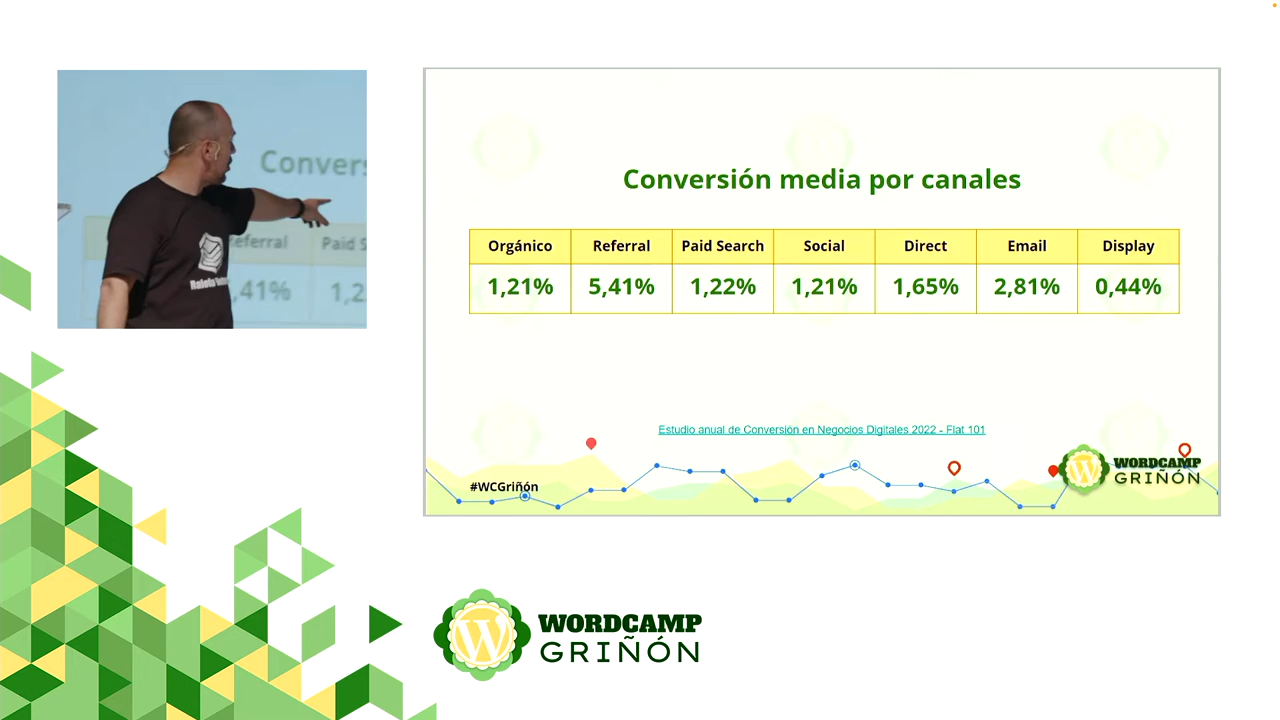 Convers
Referral Paid S
,41% 1,2
Conversión media por canales
Orgánico Referral Paid Search Social Direct Email Display
1,21% 5,41% 1,22% 1,21% 1,65% 2,81% 0,44%
Estudio anual de Conversión en Negocios Digitales 2022 - Flat 101
#WCGriñón
WORDCAMP
GRIÑÓN
WORDCAMP
GRIÑÓN